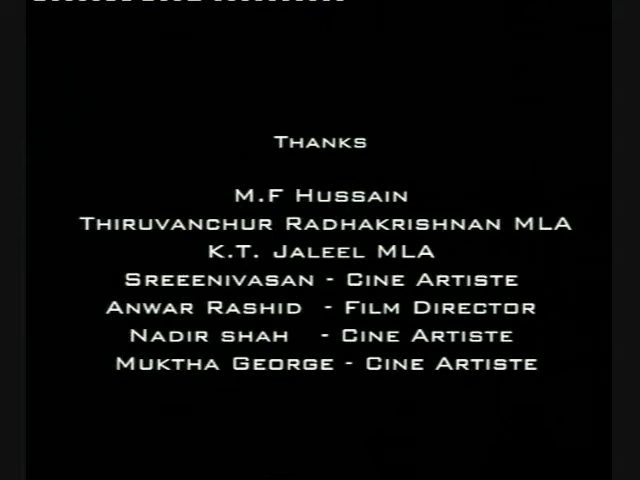 Thanks
M.F Hussain
Thiruvanchur Radhakrishnan MLA
K.T. Jaleel MLA
Sreeenivasan - Cine Artiste
Anwar Rashid - Film Director
Nadir shah - Cine Artiste
Muktha George - Cine Artiste